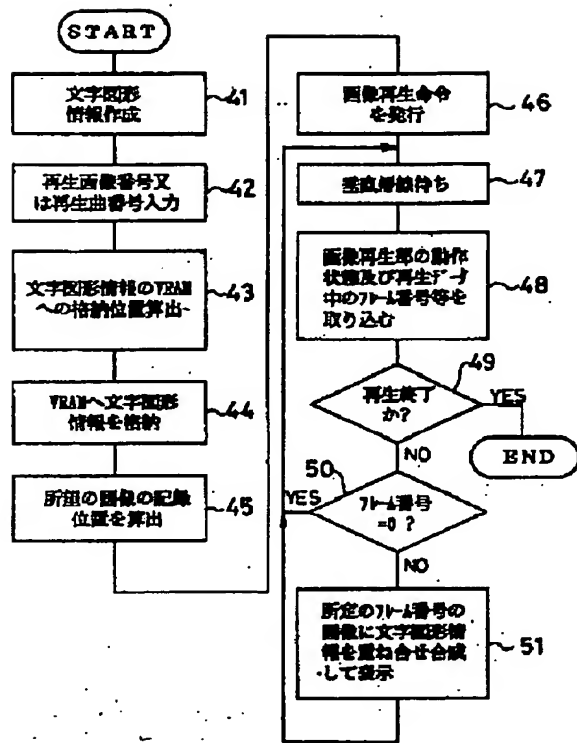 START
文字図形
情報作成
41
再生画像番号又
は再生曲番号入力
42
文字図形情報のVRAM
への格納位置算出
43
VRAMへ文字図形
情報を格納
44
所望の画像の記録
位置を算出
45
画像再生命令
を発行
46
垂直帰線待ち
47
画像再生部の動作
状態及び再生データ
中のフレーム番号等を
取り込む
48
再生終了
か?
49
YES
END
NO
50
フレーム番号
=0 ?
YES
NO
所定のフレーム番号の
画像に文字図形情
報を重ね合せ合成
して表示
51